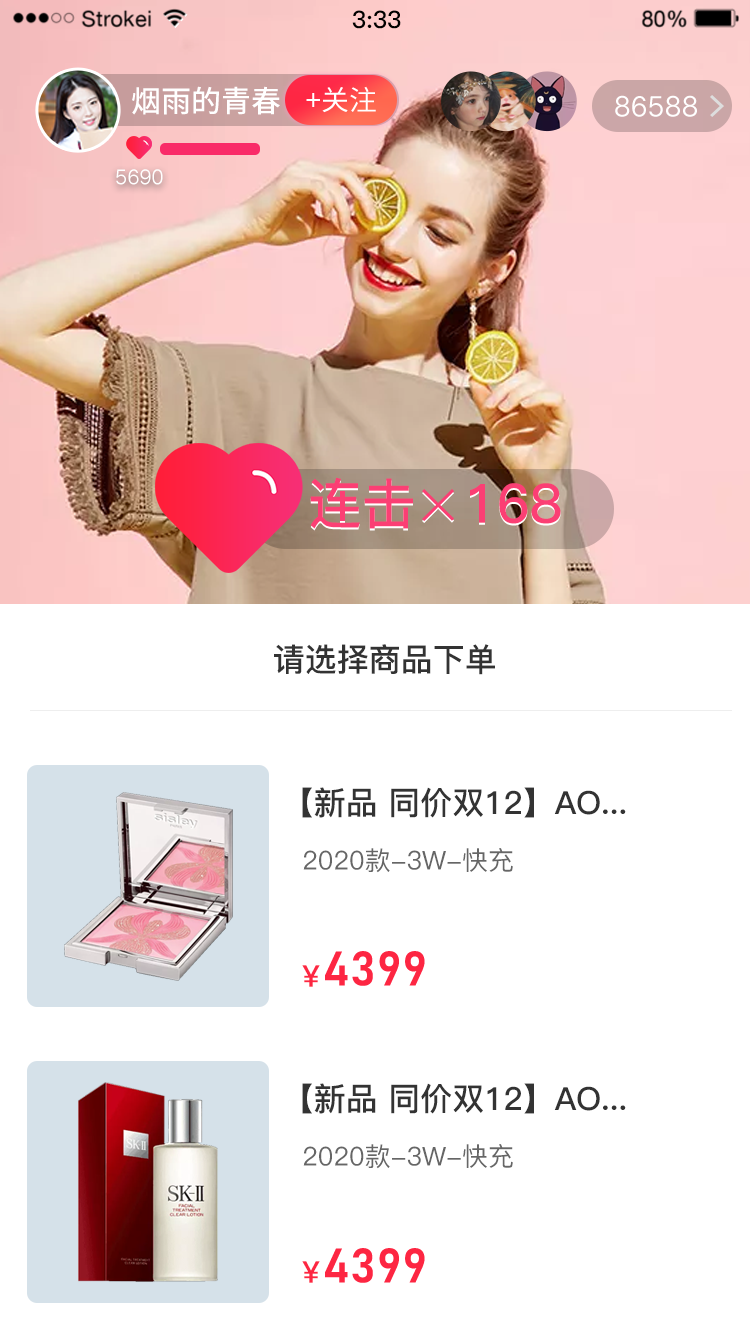 Strokei 3:33 80%
烟雨的青春 +关注 86588
5690
连击×168
请选择商品下单
【新品 同价双12】AO...
sisley
2020款-3W-快充
¥4399
【新品 同价双12】AO...
SK-II
2020款-3W-快充
SK-II
FACIAL
TREATMENT
CLEAR LOTION
¥4399